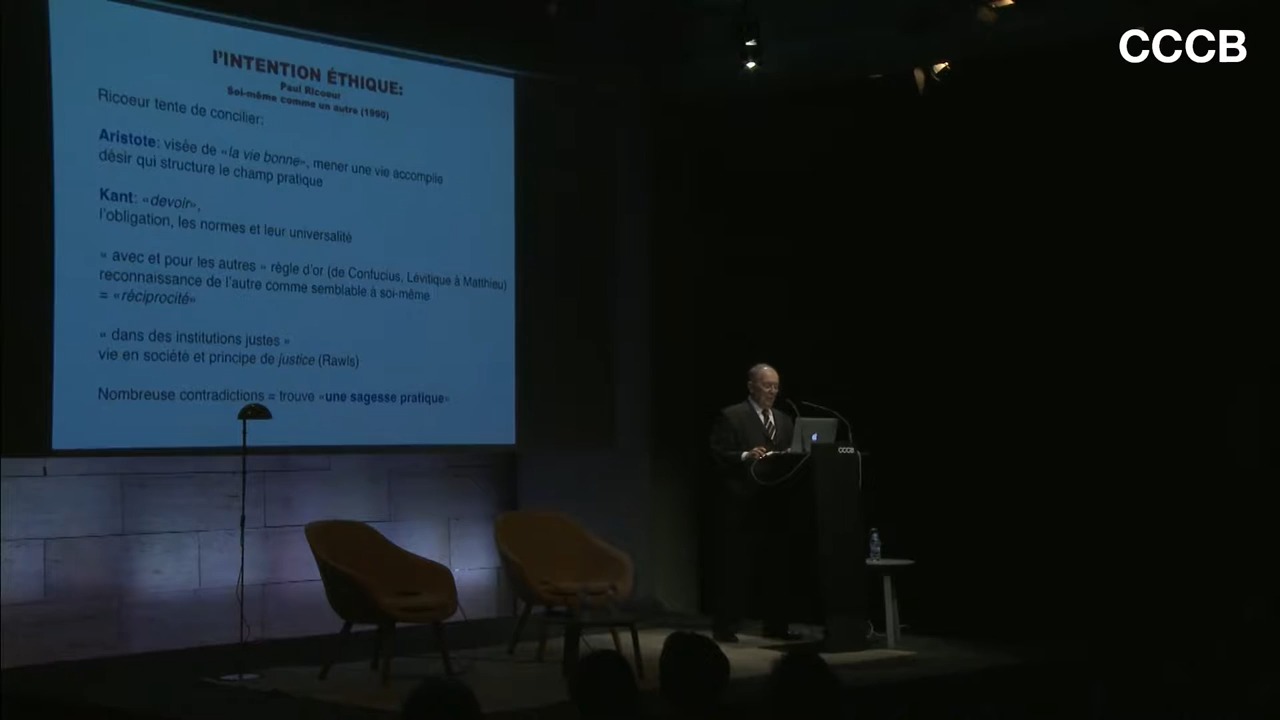 CCCB
l'INTENTION ÉTHIQUE:
Paul Ricoeur
Soi-même comme un autre (1990)
Ricoeur tente de concilier:
Aristote: visée de «la vie bonne», mener une vie accomplie
désir qui structure le champ pratique
Kant: «devoir»,
l'obligation, les normes et leur universalité
« avec et pour les autres » règle d'or (de Confucius, Lévitique à Matthieu)
reconnaissance de l'autre comme semblable à soi-même
= «réciprocité»
« dans des institutions justes »
vie en société et principe de justice (Rawls)
Nombreuse contradictions = trouve «une sagesse pratique»
CCCB